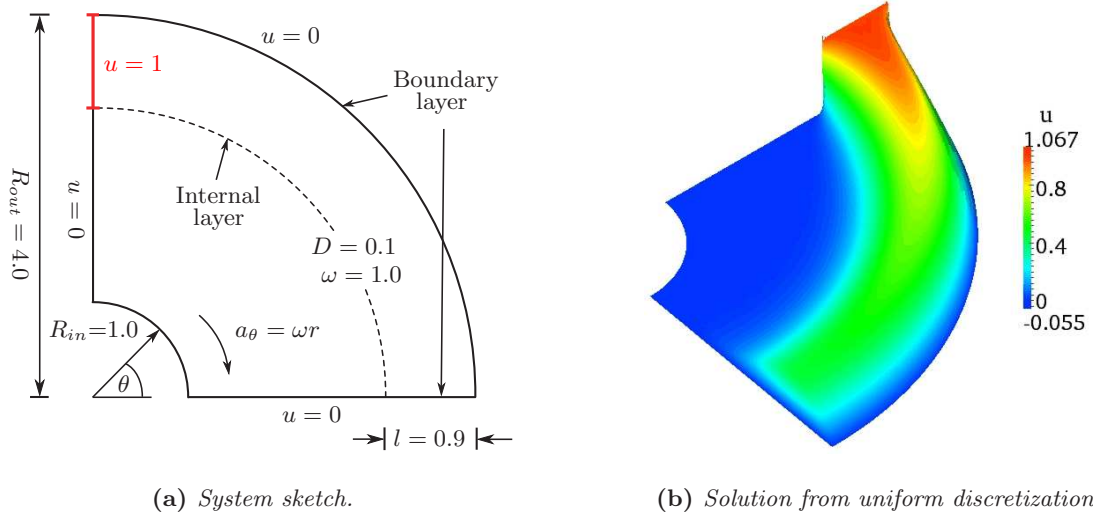 u = 0
u = 1
Boundary
layer
R_out = 4.0
u = 0
Internal
layer
D = 0.1
ω = 1.0
R_in=1.0
a_θ = ωr
θ
u = 0
l = 0.9
(a) System sketch.
u
1.067
0.8
0.4
0
-0.055
(b) Solution from uniform discretization